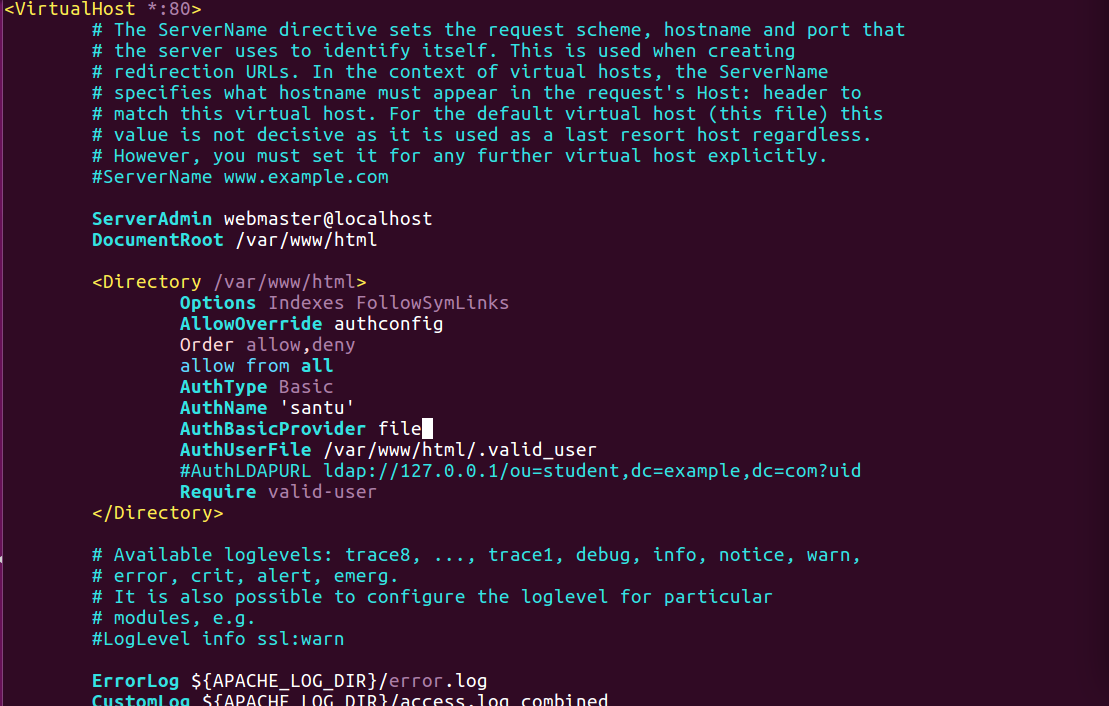 <VirtualHost *:80>
# The ServerName directive sets the request scheme, hostname and port that
# the server uses to identify itself. This is used when creating
# redirection URLs. In the context of virtual hosts, the ServerName
# specifies what hostname must appear in the request's Host: header to
# match this virtual host. For the default virtual host (this file) this
# value is not decisive as it is used as a last resort host regardless.
# However, you must set it for any further virtual host explicitly.
#ServerName www.example.com
ServerAdmin webmaster@localhost
DocumentRoot /var/www/html
<Directory /var/www/html>
Options Indexes FollowSymLinks
AllowOverride authconfig
Order allow,deny
allow from all
AuthType Basic
AuthName 'santu'
AuthBasicProvider file
AuthUserFile /var/www/html/.valid_user
#AuthLDAPURL ldap://127.0.0.1/ou=student,dc=example,dc=com?uid
Require valid-user
</Directory>
# Available loglevels: trace8, ..., trace1, debug, info, notice, warn,
# error, crit, alert, emerg.
# It is also possible to configure the loglevel for particular
# modules, e.g.
#LogLevel info ssl:warn
ErrorLog ${APACHE_LOG_DIR}/error.log
CustomLog ${APACHE_LOG_DIR}/access.log combined